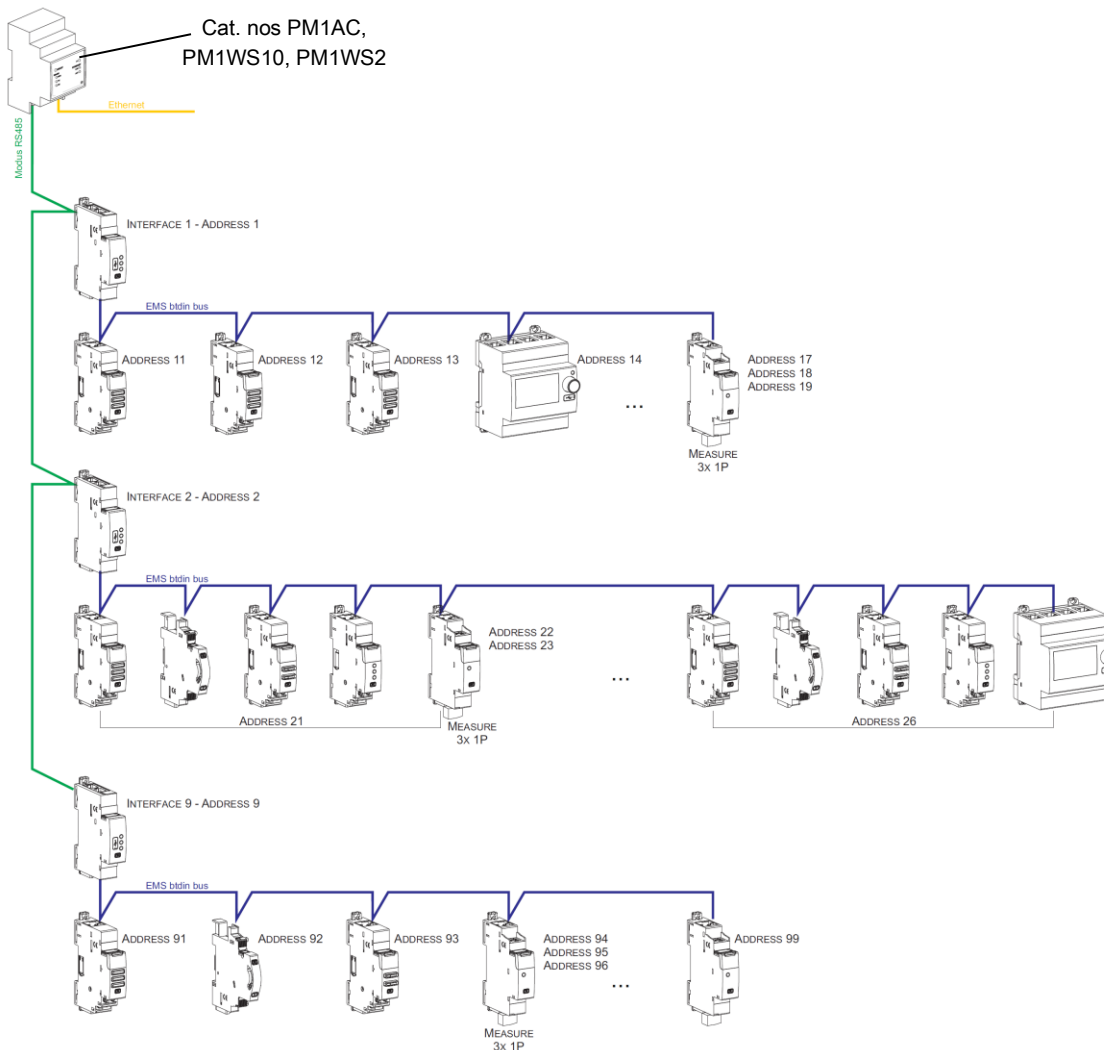 Cat. nos PM1AC,
PM1WS10, PM1WS2
Ethernet
Modus RS485
INTERFACE 1 - ADDRESS 1
EMS btdin bus
ADDRESS 11
ADDRESS 12
ADDRESS 13
ADDRESS 14
...
ADDRESS 17
ADDRESS 18
ADDRESS 19
MEASURE
3x 1P
INTERFACE 2 - ADDRESS 2
EMS btdin bus
ADDRESS 22
ADDRESS 23
...
ADDRESS 21
MEASURE
3x 1P
ADDRESS 26
INTERFACE 9 - ADDRESS 9
EMS btdin bus
ADDRESS 91
ADDRESS 92
ADDRESS 93
ADDRESS 94
ADDRESS 95
ADDRESS 96
...
ADDRESS 99
MEASURE
3x 1P